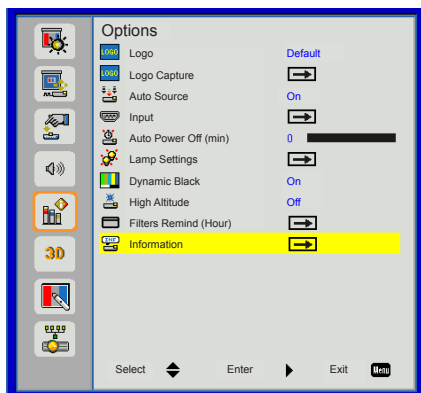 Options
LOGO Logo Default
LOGO Logo Capture
Auto Source On
Input
Auto Power Off (min) 0
Lamp Settings
Dynamic Black On
High Altitude Off
Filters Remind (Hour)
Information
3D
Select Enter Exit Menu